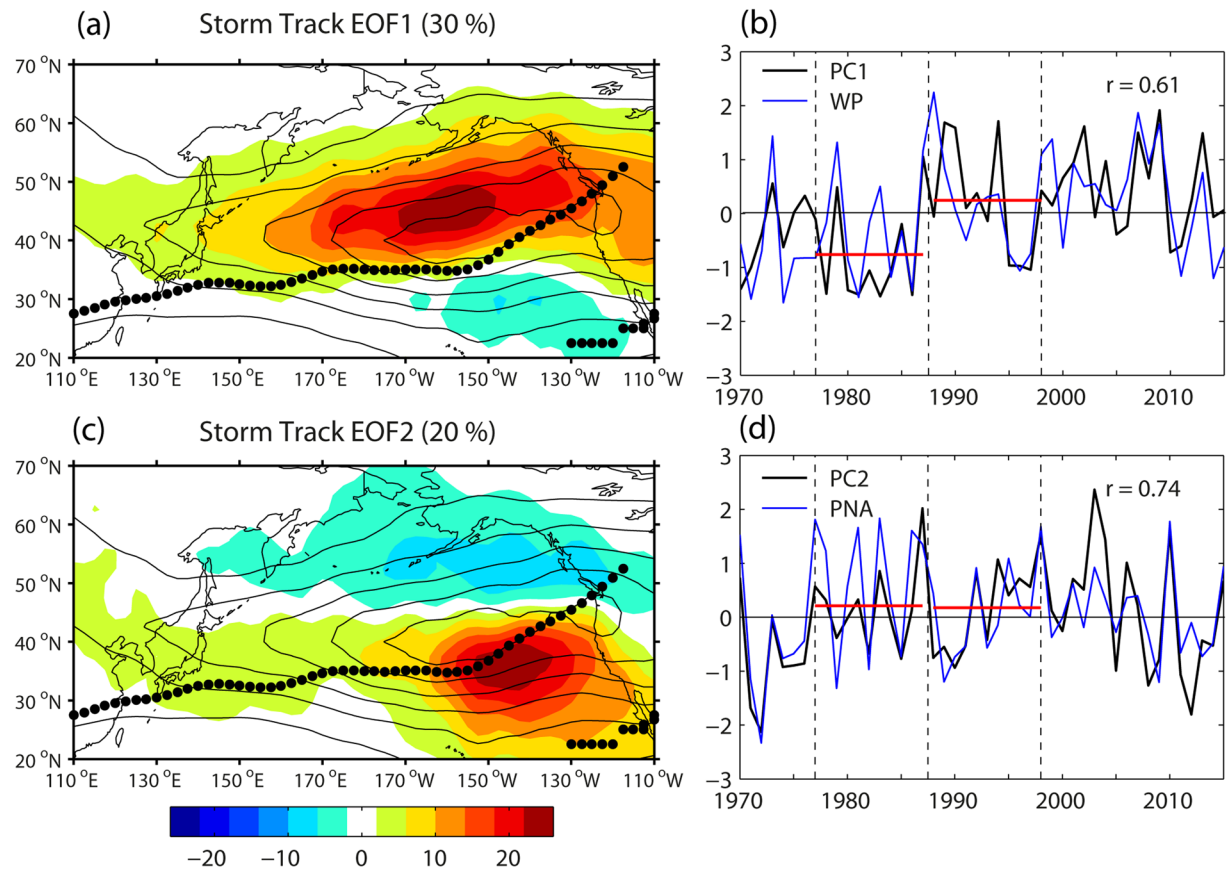 (a) Storm Track EOF1 (30 %)
70 °N
60 °N
50 °N
40 °N
30 °N
20 °N
110 °E 130 °E 150 °E 170 °E 170 °W 150 °W 130 °W 110 °W
(b)
3
2
1
0
−1
−2
−3
PC1
WP
r = 0.61
1970 1980 1990 2000 2010
(c) Storm Track EOF2 (20 %)
70 °N
60 °N
50 °N
40 °N
30 °N
20 °N
110 °E 130 °E 150 °E 170 °E 170 °W 150 °W 130 °W 110 °W
−20 −10 0 10 20
(d)
3
2
1
0
−1
−2
−3
PC2
PNA
r = 0.74
1970 1980 1990 2000 2010